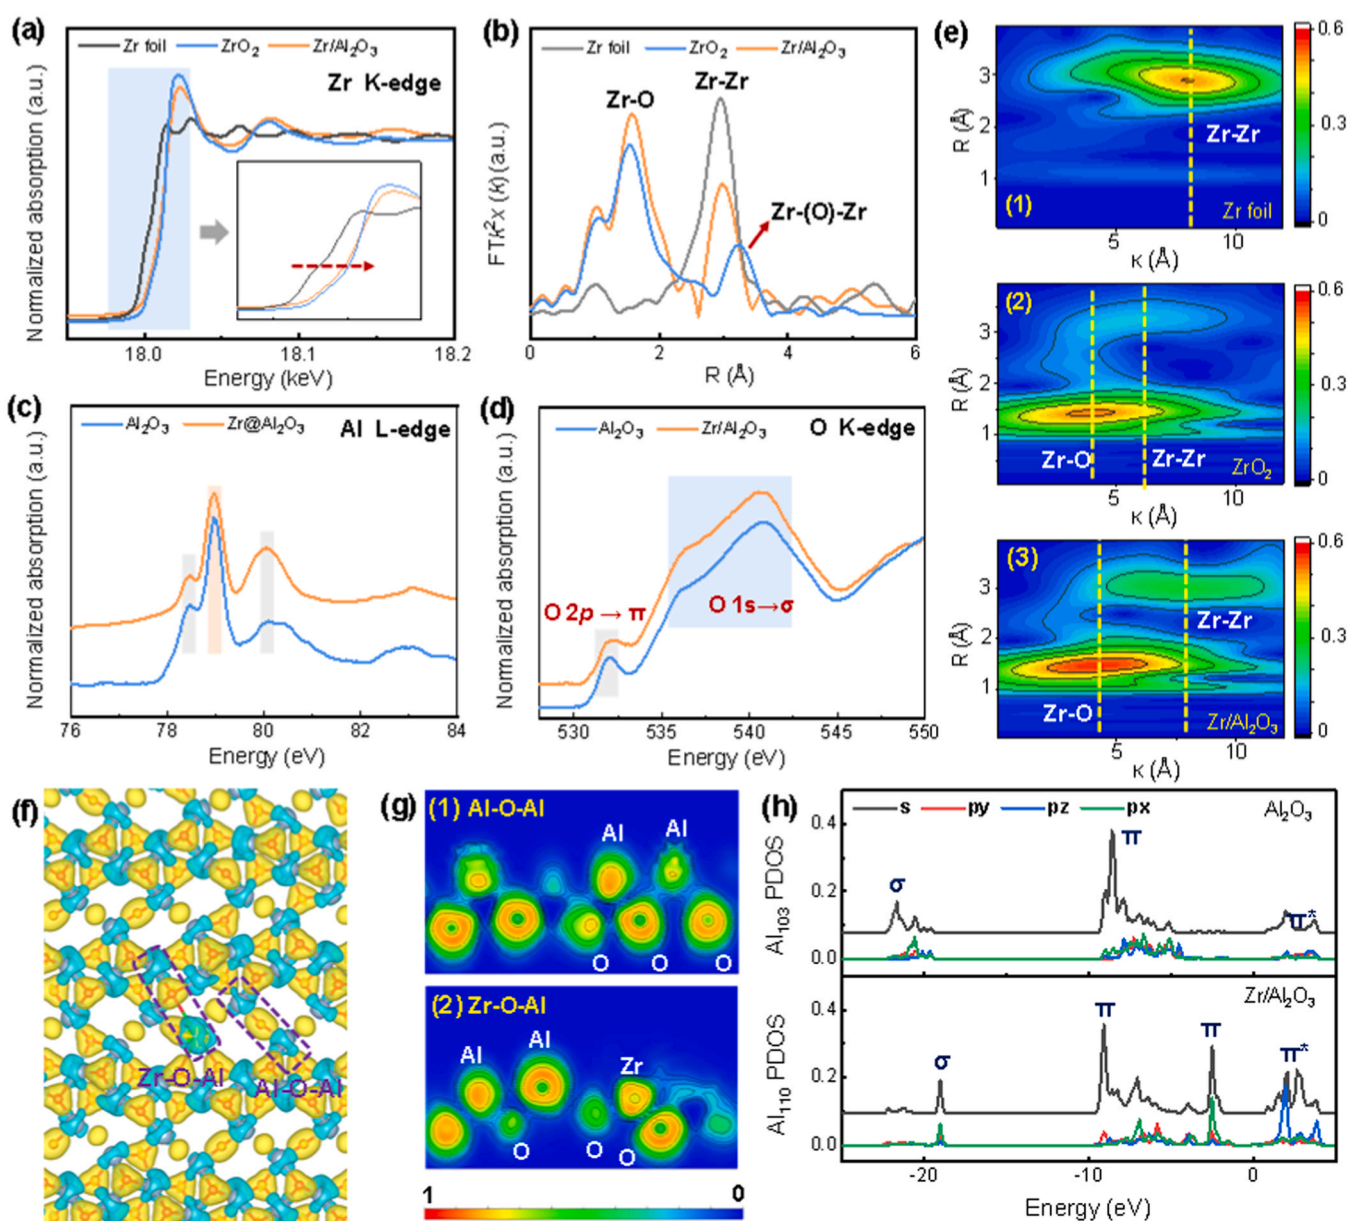 (a)
Zr foil ZrO₂ Zr/Al₂O₃
Zr K-edge
Normalized absorption (a.u.)
18.0 18.1 18.2
Energy (keV)
(b)
Zr foil ZrO₂ Zr/Al₂O₃
Zr-O
Zr-Zr
Zr-(O)-Zr
FTk²x (k) (a.u.)
0 2 4 6
R (Å)
(c)
Al₂O₃ Zr@Al₂O₃
Al L-edge
Normalized absorption (a.u.)
76 78 80 82 84
Energy (eV)
(d)
Al₂O₃ Zr/Al₂O₃
O K-edge
O 2p → π
O 1s→σ
Normalized absorption (a.u.)
530 535 540 545 550
Energy (eV)
(e)
3
2
1
R (Å)
Zr-Zr
(1)
Zr foil
5 10
κ (Å)
0.6
0.3
0
(2)
3
2
1
R (Å)
Zr-O
Zr-Zr
ZrO₂
5 10
κ (Å)
0.6
0.3
0
(3)
3
2
1
R (Å)
Zr-Zr
Zr-O
Zr/Al₂O₃
5 10
κ (Å)
0.6
0.3
0
(f)
Zr-O-Al
Al-O-Al
(g)
(1) Al-O-Al
Al Al
O O O
(2) Zr-O-Al
Al Al Zr
O O O
1 0
(h)
s py pz px
Al₂O₃
0.4
0.2
0.0
Al₁₀₃ PDOS
σ π π*
Zr/Al₂O₃
0.4
0.2
0.0
Al₁₁₀ PDOS
σ π π π*
-20 -10 0
Energy (eV)